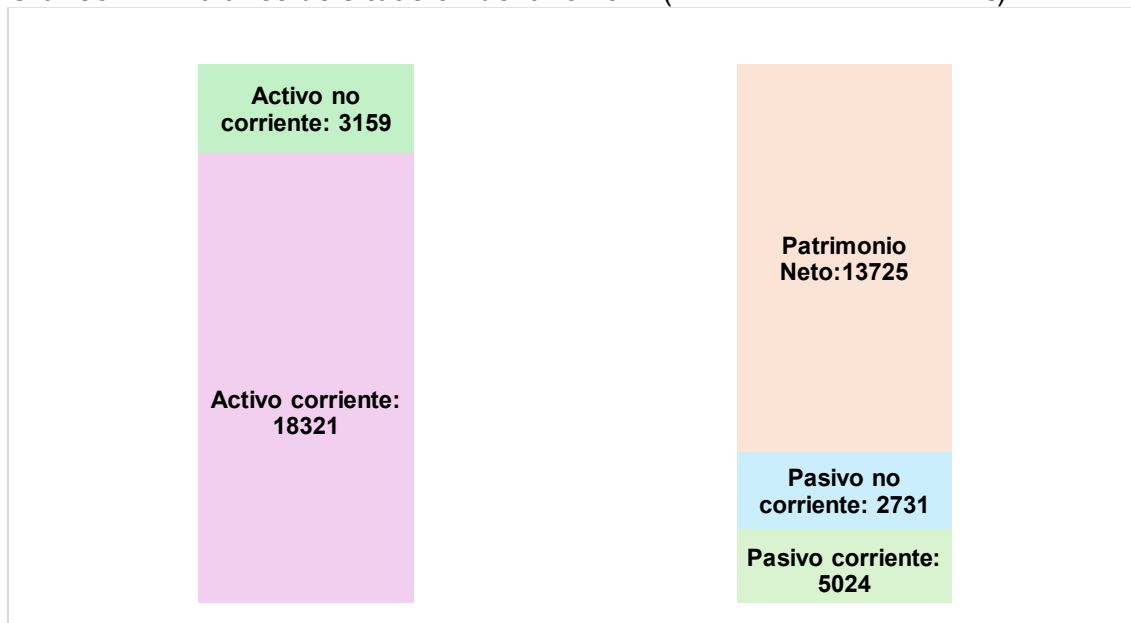 Activo no
corriente: 3159
Activo corriente:
18321
Patrimonio
Neto:13725
Pasivo no
corriente: 2731
Pasivo corriente:
5024